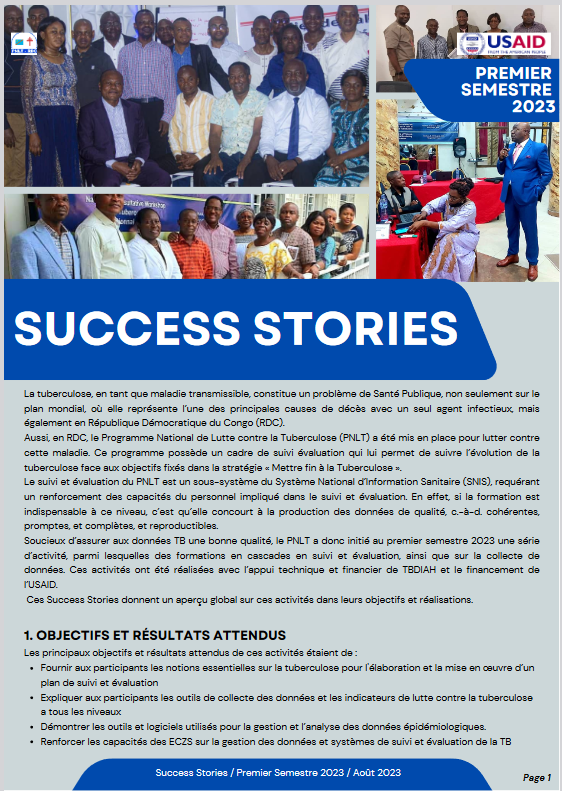 USAID
FROM THE AMERICAN PEOPLE
PREMIER
SEMESTRE
2023
SUCCESS STORIES
La tuberculose, en tant que maladie transmissible, constitue un problème de Santé Publique, non seulement sur le
plan mondial, où elle représente l'une des principales causes de décès avec un seul agent infectieux, mais
également en République Démocratique du Congo (RDC).
Aussi, en RDC, le Programme National de Lutte contre la Tuberculose (PNLT) a été mis en place pour lutter contre
cette maladie. Ce programme possède un cadre de suivi évaluation qui lui permet de suivre l'évolution de la
tuberculose face aux objectifs fixés dans la stratégie « Mettre fin à la Tuberculose ».
Le suivi et évaluation du PNLT est un sous-système du Système National d'Information Sanitaire (SNIS), requérant
un renforcement des capacités du personnel impliqué dans le suivi et évaluation. En effet, si la formation est
indispensable à ce niveau, c'est qu'elle concourt à la production des données de qualité, c.-à-d. cohérentes,
promptes, et complètes, et reproductibles.
Soucieux d'assurer aux données TB une bonne qualité, le PNLT a donc initié au premier semestre 2023 une série
d'activité, parmi lesquelles des formations en cascades en suivi et évaluation, ainsi que sur la collecte de
données. Ces activités ont été réalisées avec l'appui technique et financier de TBDIAH et le financement de
l'USAID.
Ces Success Stories donnent un aperçu global sur ces activités dans leurs objectifs et réalisations.
1. OBJECTIFS ET RÉSULTATS ATTENDUS
Les principaux objectifs et résultats attendus de ces activités étaient de :
• Fournir aux participants les notions essentielles sur la tuberculose pour l'élaboration et la mise en œuvre d'un
plan de suivi et évaluation
• Expliquer aux participants les outils de collecte des données et les indicateurs de lutte contre la tuberculose
a tous les niveaux
• Démontrer les outils et logiciels utilisés pour la gestion et l'analyse des données épidémiologiques.
• Renforcer les capacités des ECZS sur la gestion des données et systèmes de suivi et évaluation de la TB
Success Stories / Premier Semestre 2023 / Août 2023
Page 1